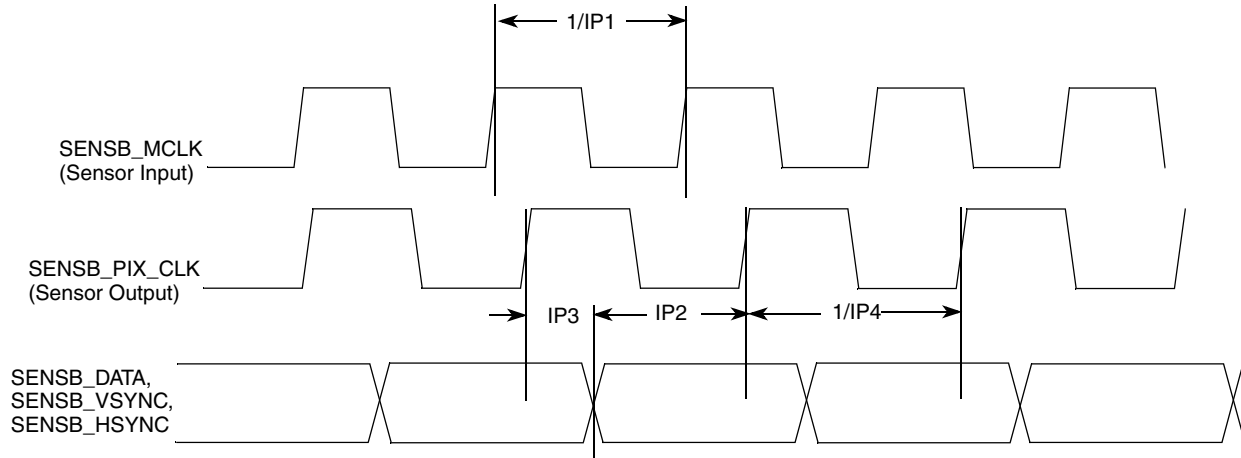 1/IP1
SENSB_MCLK
(Sensor Input)
SENSB_PIX_CLK
(Sensor Output)
IP3
IP2
1/IP4
SENSB_DATA,
SENSB_VSYNC,
SENSB_HSYNC